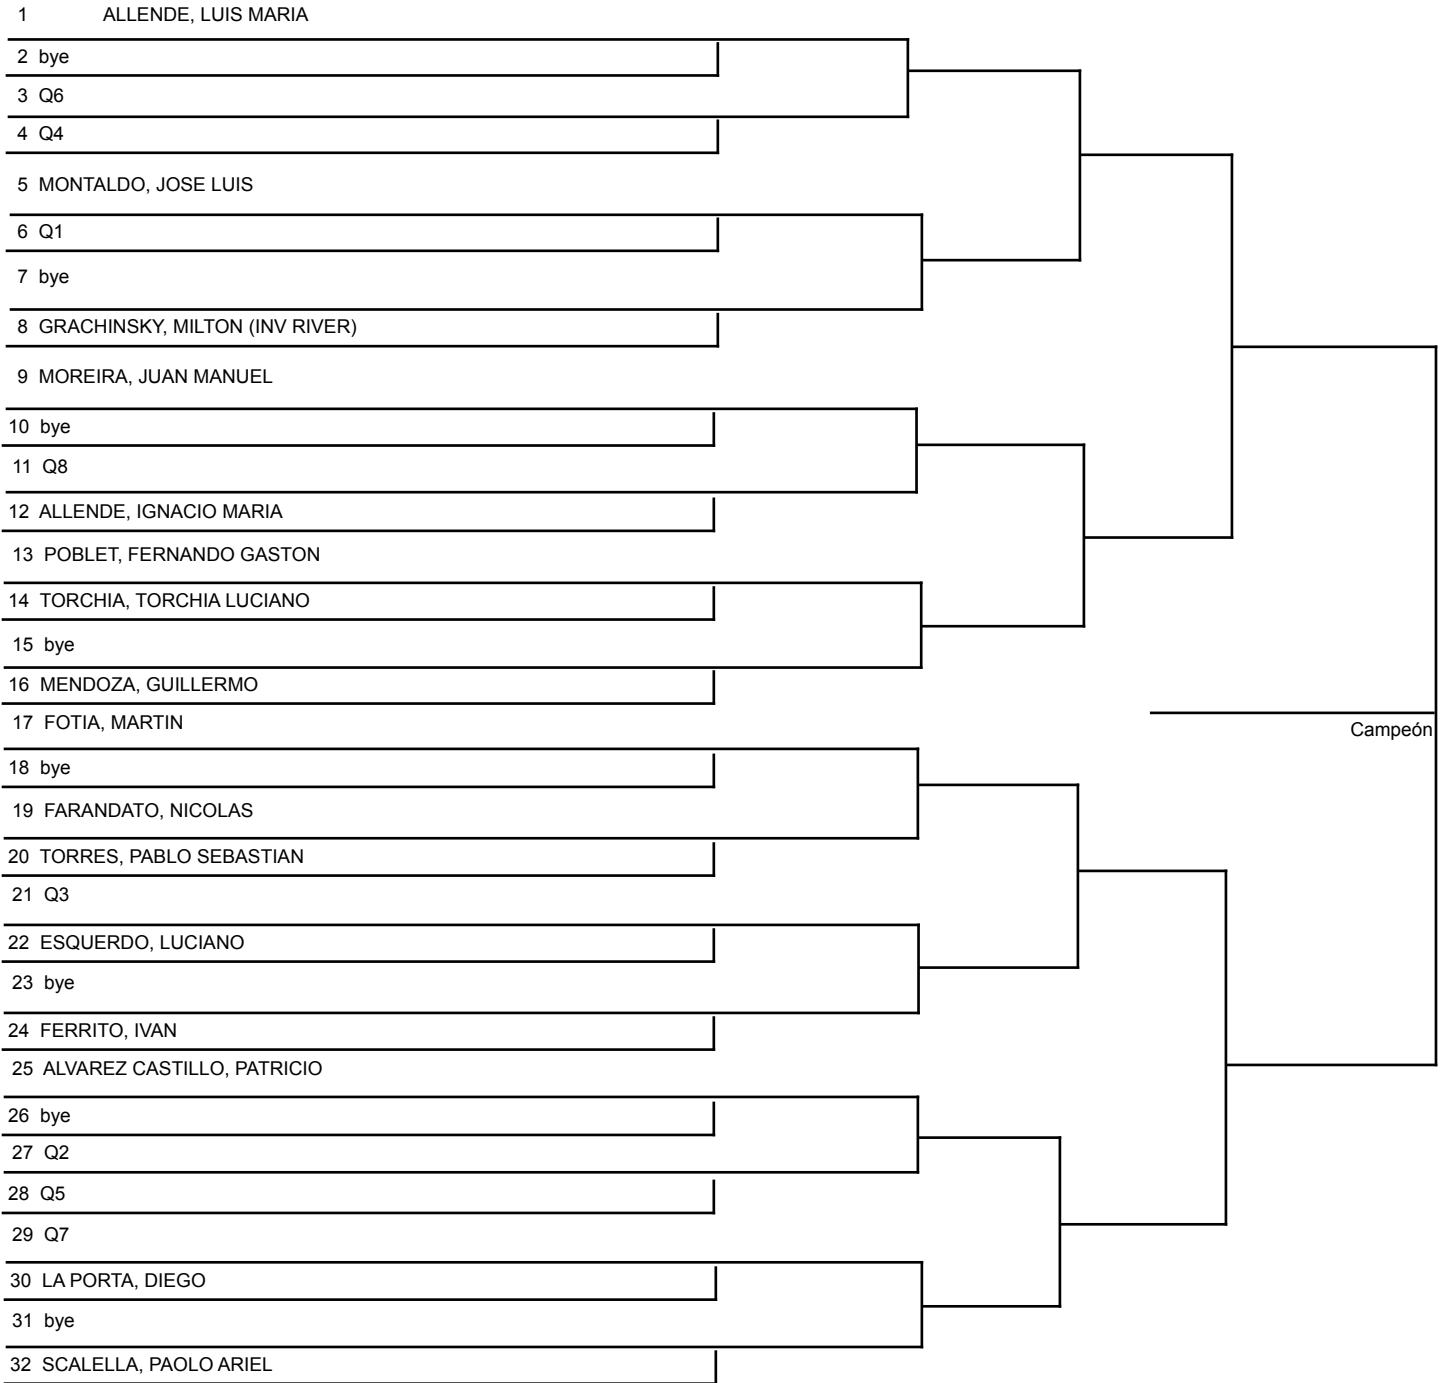 1 ALLENDE, LUIS MARIA
2 bye
3 Q6
4 Q4
5 MONTALDO, JOSE LUIS
6 Q1
7 bye
8 GRACHINSKY, MILTON (INV RIVER)
9 MOREIRA, JUAN MANUEL
10 bye
11 Q8
12 ALLENDE, IGNACIO MARIA
13 POBLET, FERNANDO GASTON
14 TORCHIA, TORCHIA LUCIANO
15 bye
16 MENDOZA, GUILLERMO
17 FOTIA, MARTIN
Campeón
18 bye
19 FARANDATO, NICOLAS
20 TORRES, PABLO SEBASTIAN
21 Q3
22 ESQUERDO, LUCIANO
23 bye
24 FERRITO, IVAN
25 ALVAREZ CASTILLO, PATRICIO
26 bye
27 Q2
28 Q5
29 Q7
30 LA PORTA, DIEGO
31 bye
32 SCALELLA, PAOLO ARIEL